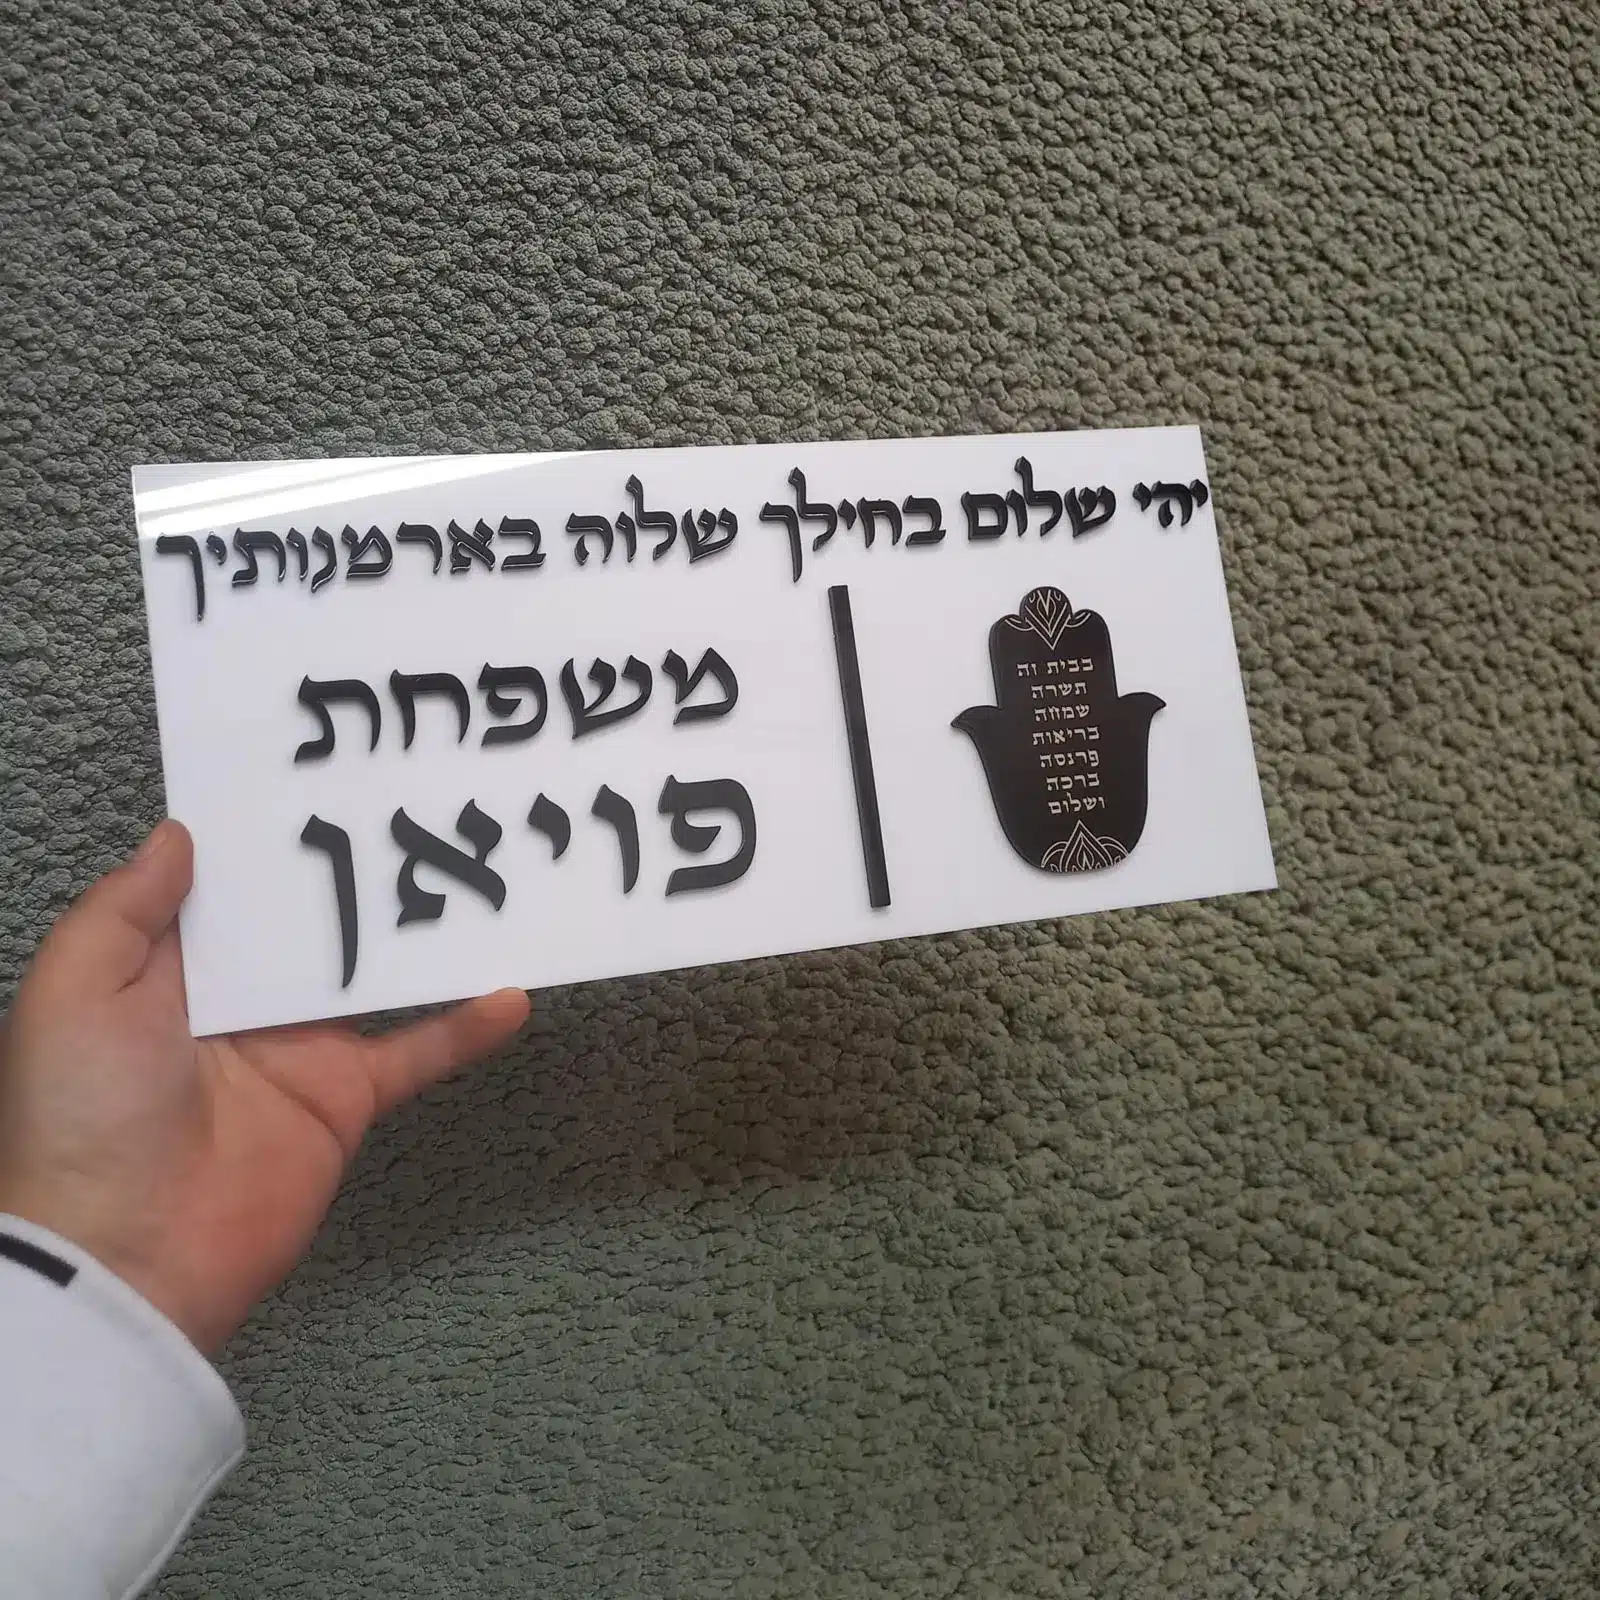 יהי שלום בחילך שלוה בארמנותיך
משפחת
פויאן
בבית זה
תשרה
שמחה
בריאות
פרנסה
ברכה
ושלום